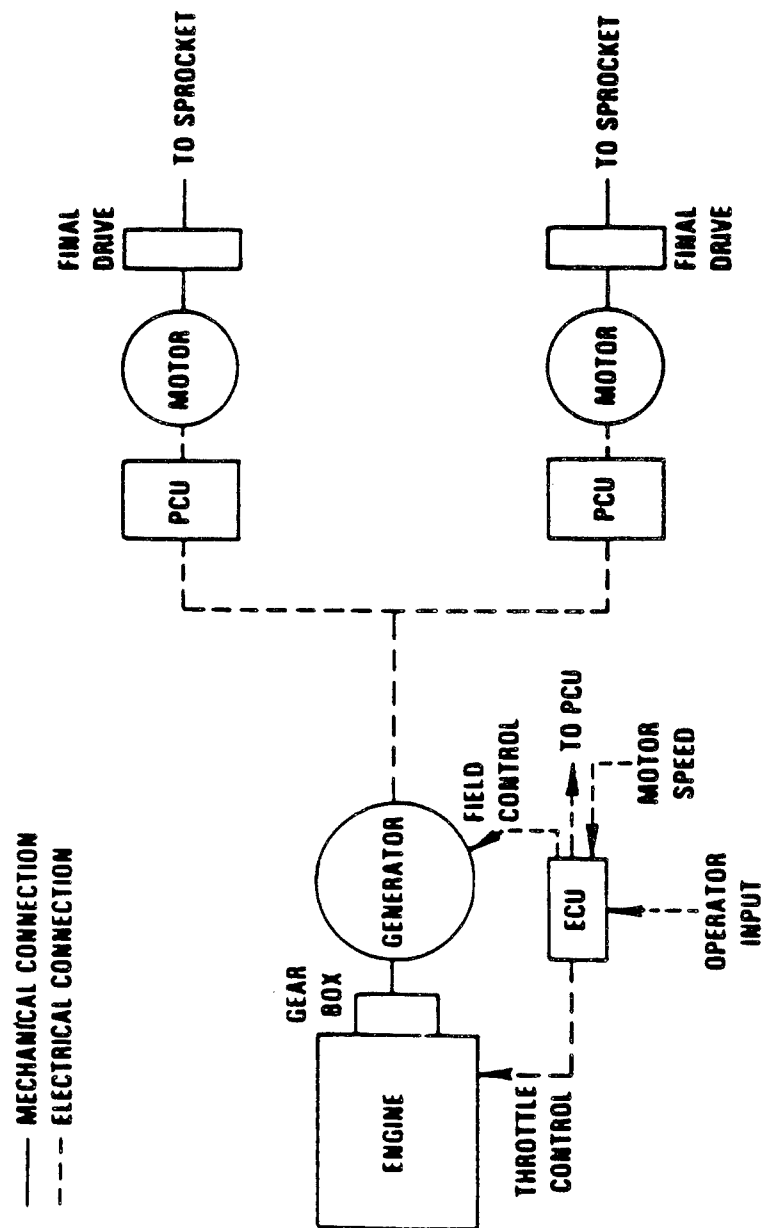 —— MECHANICAL CONNECTION
--- ELECTRICAL CONNECTION
FINAL
DRIVE
PCU
MOTOR
TO SPROCKET
ENGINE
GEAR
BOX
GENERATOR
FIELD
CONTROL
THROTTLE
CONTROL
ECU
TO PCU
MOTOR
SPEED
OPERATOR
INPUT
PCU
MOTOR
TO SPROCKET
FINAL
DRIVE